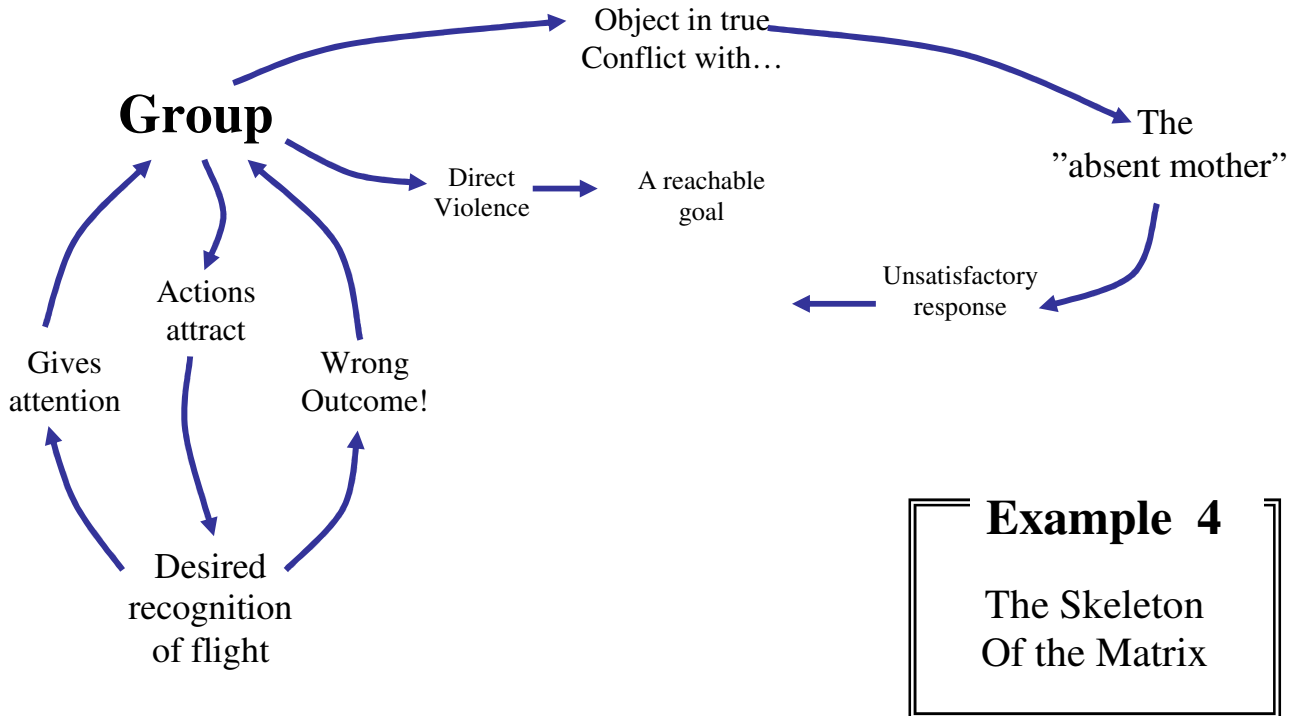 Object in true
Conflict with…
Group
The
”absent mother”
Direct
Violence
A reachable
goal
Unsatisfactory
response
Actions
attract
Gives
attention
Wrong
Outcome!
Desired
recognition
of flight
Example 4
The Skeleton
Of the Matrix